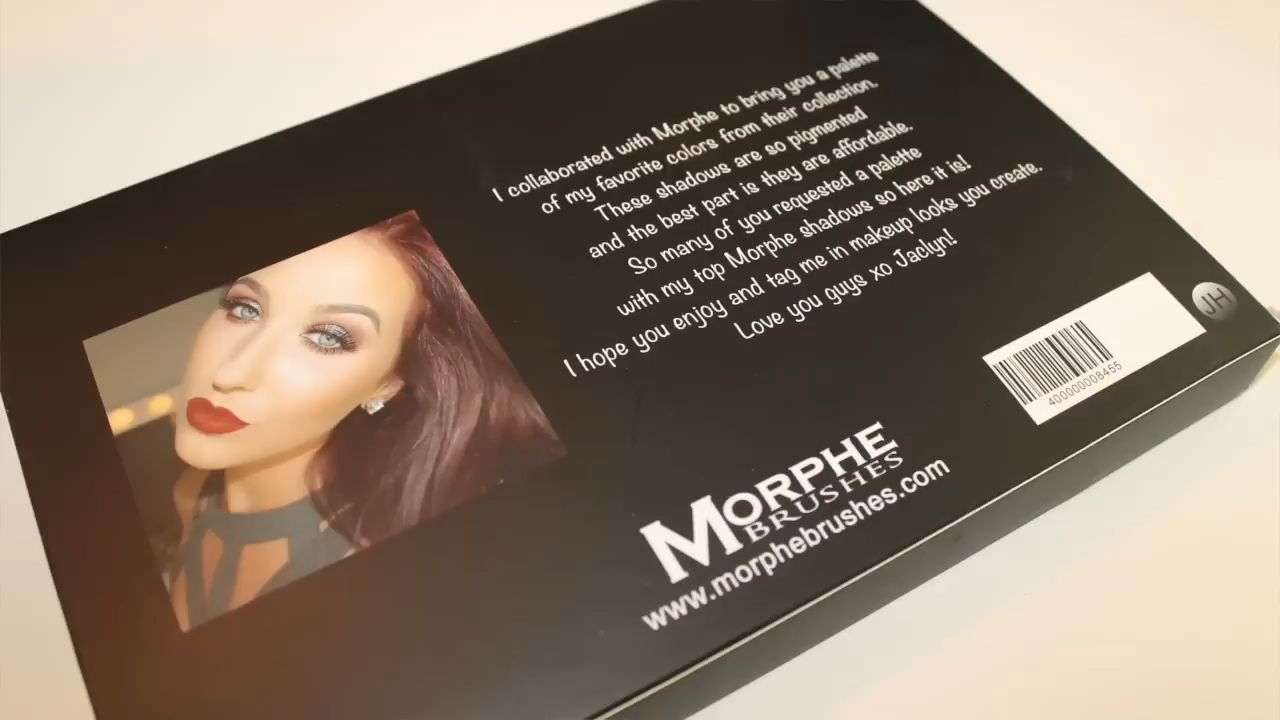 I collaborated with Morphe to bring you a palette
of my favorite colors from their collection.
These shadows are so pigmented
and the best part is they are affordable.
So many of you requested a palette
with my top Morphe shadows so here it is!
I hope you enjoy and tag me in makeup looks you create.
Love you guys xo Jaclyn!
JH
400000008455
MORPHE
BRUSHES
www.morphebrushes.com